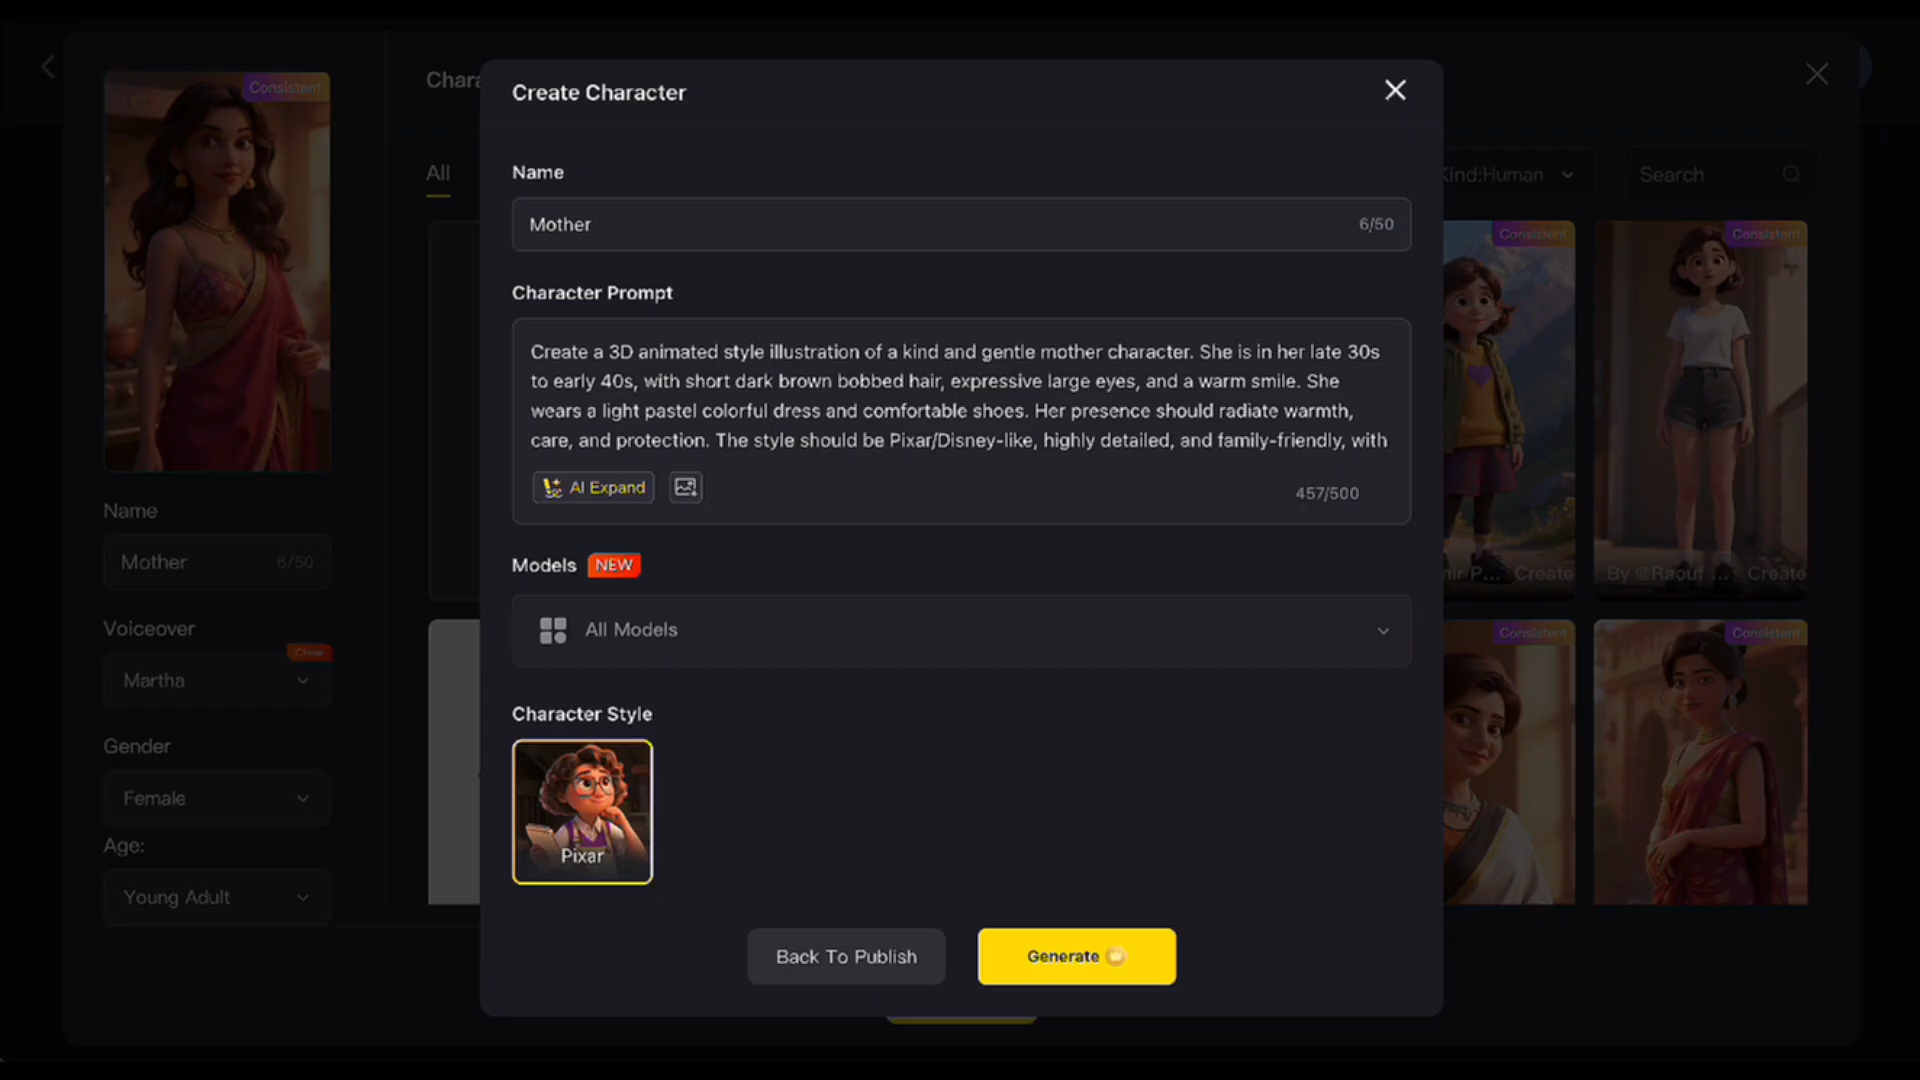 Consistent
Name
Mother 6/50
Voiceover
Clone
Martha
Gender
Female
Age:
Young Adult
All
Create Character
Name
Mother 6/50
Character Prompt
Create a 3D animated style illustration of a kind and gentle mother character. She is in her late 30s
to early 40s, with short dark brown bobbed hair, expressive large eyes, and a warm smile. She
wears a light pastel colorful dress and comfortable shoes. Her presence should radiate warmth,
care, and protection. The style should be Pixar/Disney-like, highly detailed, and family-friendly, with
AI Expand 457/500
Models NEW
All Models
Character Style
Pixar
Back To Publish Generate
Kind:Human Search
Consistent Consistent
Create By @Raouf ... Create
Consistent Consistent